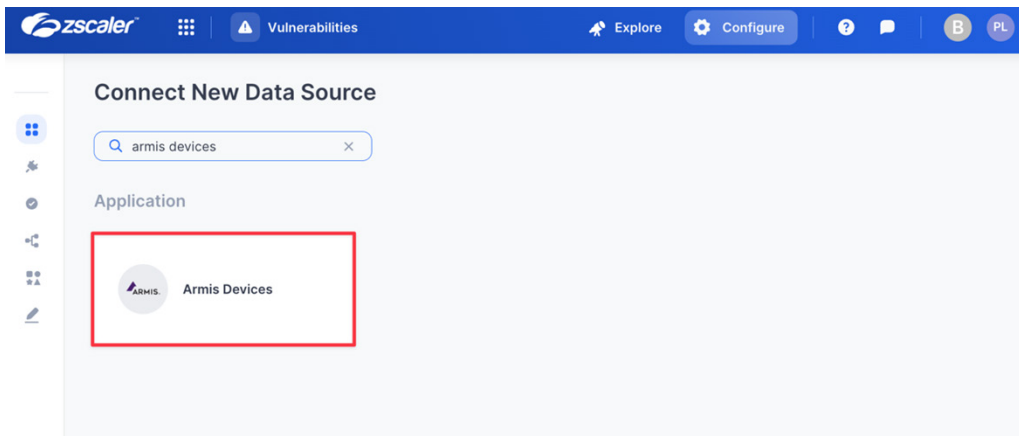 zscaler
Vulnerabilities
Explore
Configure
?
B
PL
Connect New Data Source
armis devices
Application
ARMIS.
Armis Devices